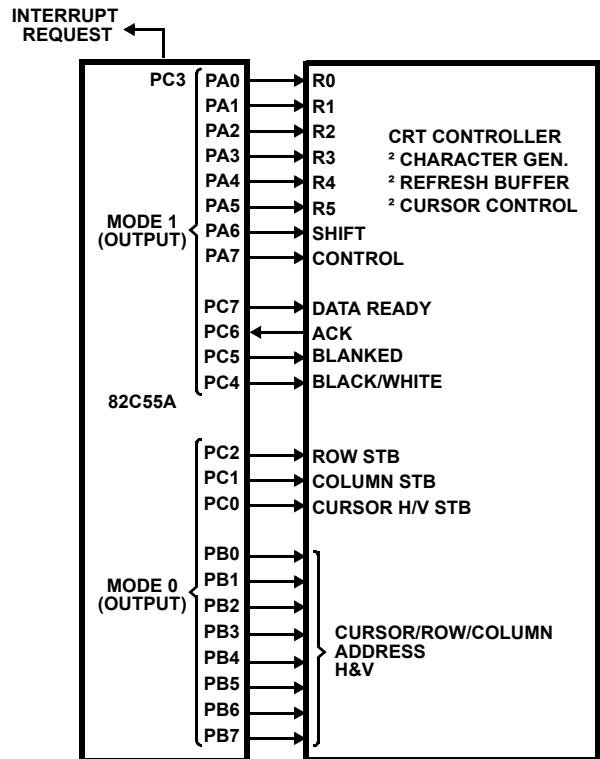 INTERRUPT
REQUEST
PC3 PA0 R0
PA1 R1
PA2 R2
PA3 R3
PA4 R4
PA5 R5
PA6 SHIFT
PA7 CONTROL
MODE 1
(OUTPUT)
CRT CONTROLLER
² CHARACTER GEN.
² REFRESH BUFFER
² CURSOR CONTROL
PC7 DATA READY
PC6 ACK
PC5 BLANKED
PC4 BLACK/WHITE
82C55A
PC2 ROW STB
PC1 COLUMN STB
PC0 CURSOR H/V STB
PB0
PB1
PB2
PB3
PB4
PB5
PB6
PB7
MODE 0
(OUTPUT)
CURSOR/ROW/COLUMN
ADDRESS
H&V